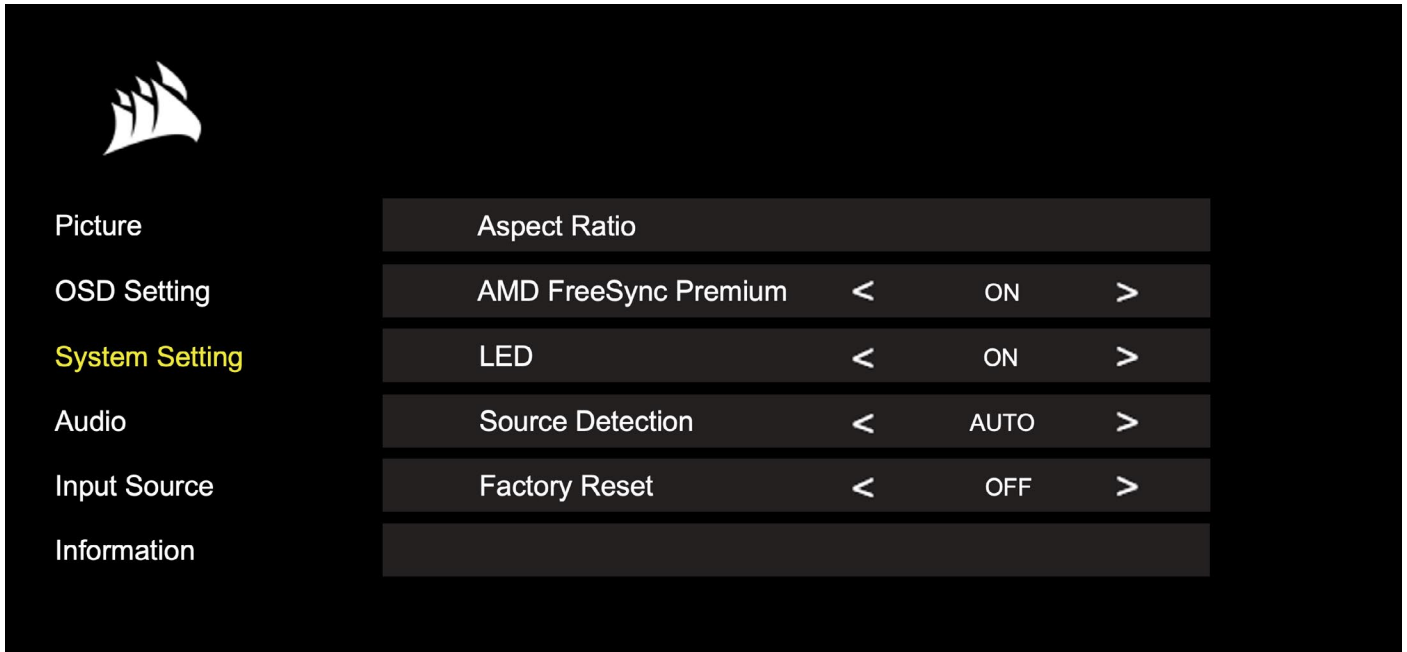 Picture Aspect Ratio
OSD Setting AMD FreeSync Premium < ON >
System Setting LED < ON >
Audio Source Detection < AUTO >
Input Source Factory Reset < OFF >
Information